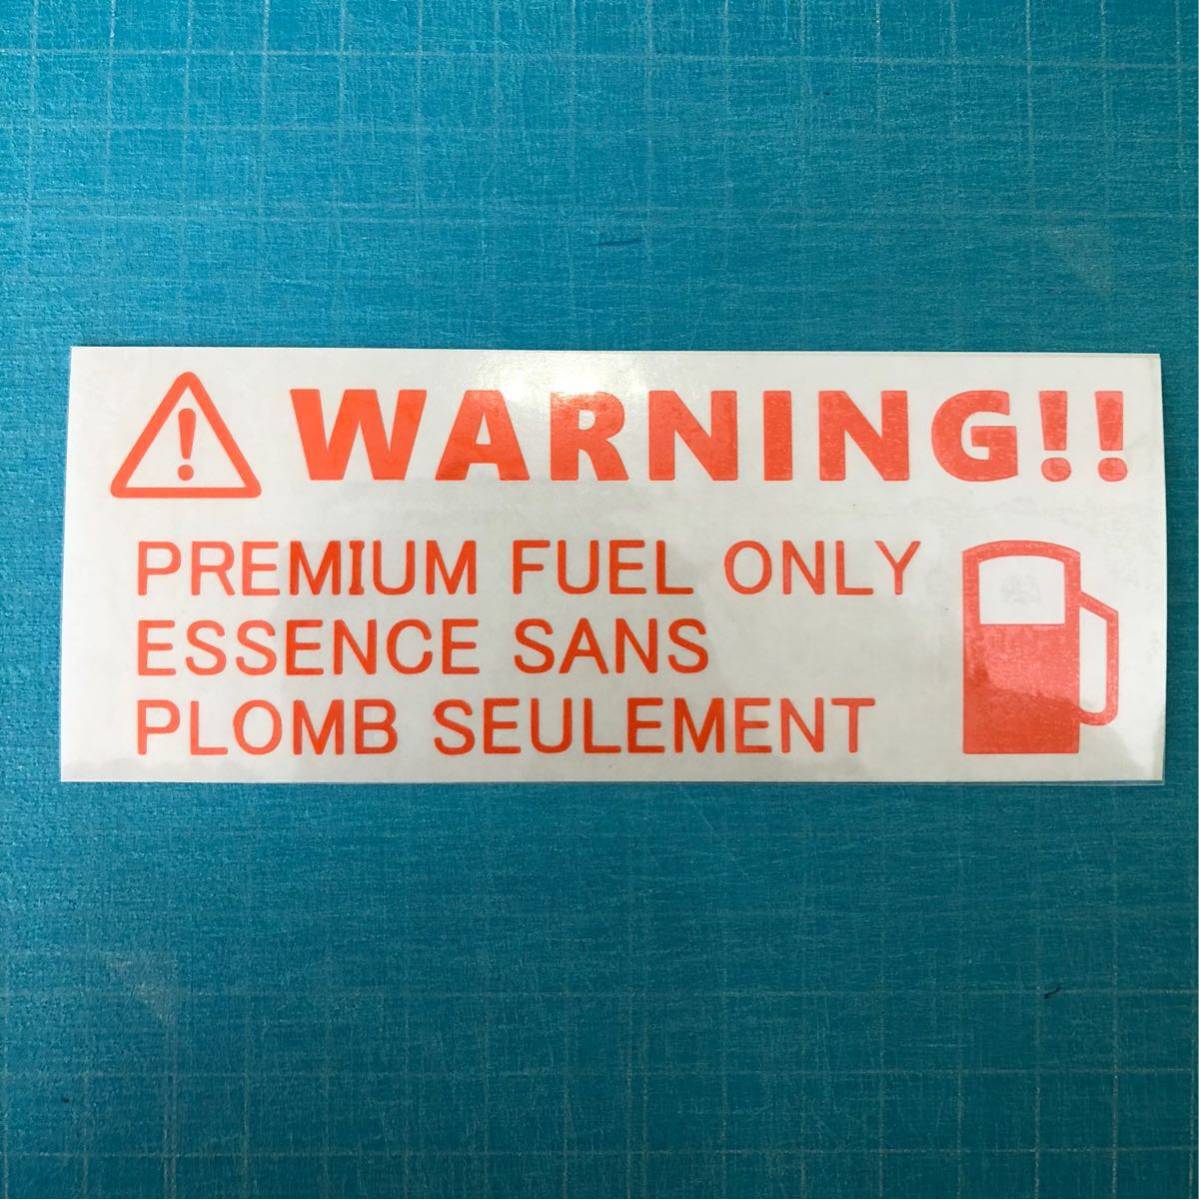 WARNING!!
PREMIUM FUEL ONLY
ESSENCE SANS
PLOMB SEULEMENT